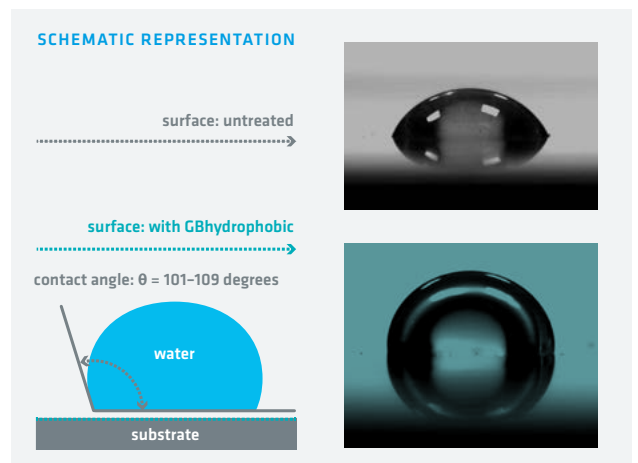 SCHEMATIC REPRESENTATION
surface: untreated
surface: with GBhydrophobic
contact angle: θ = 101–109 degrees
water
substrate